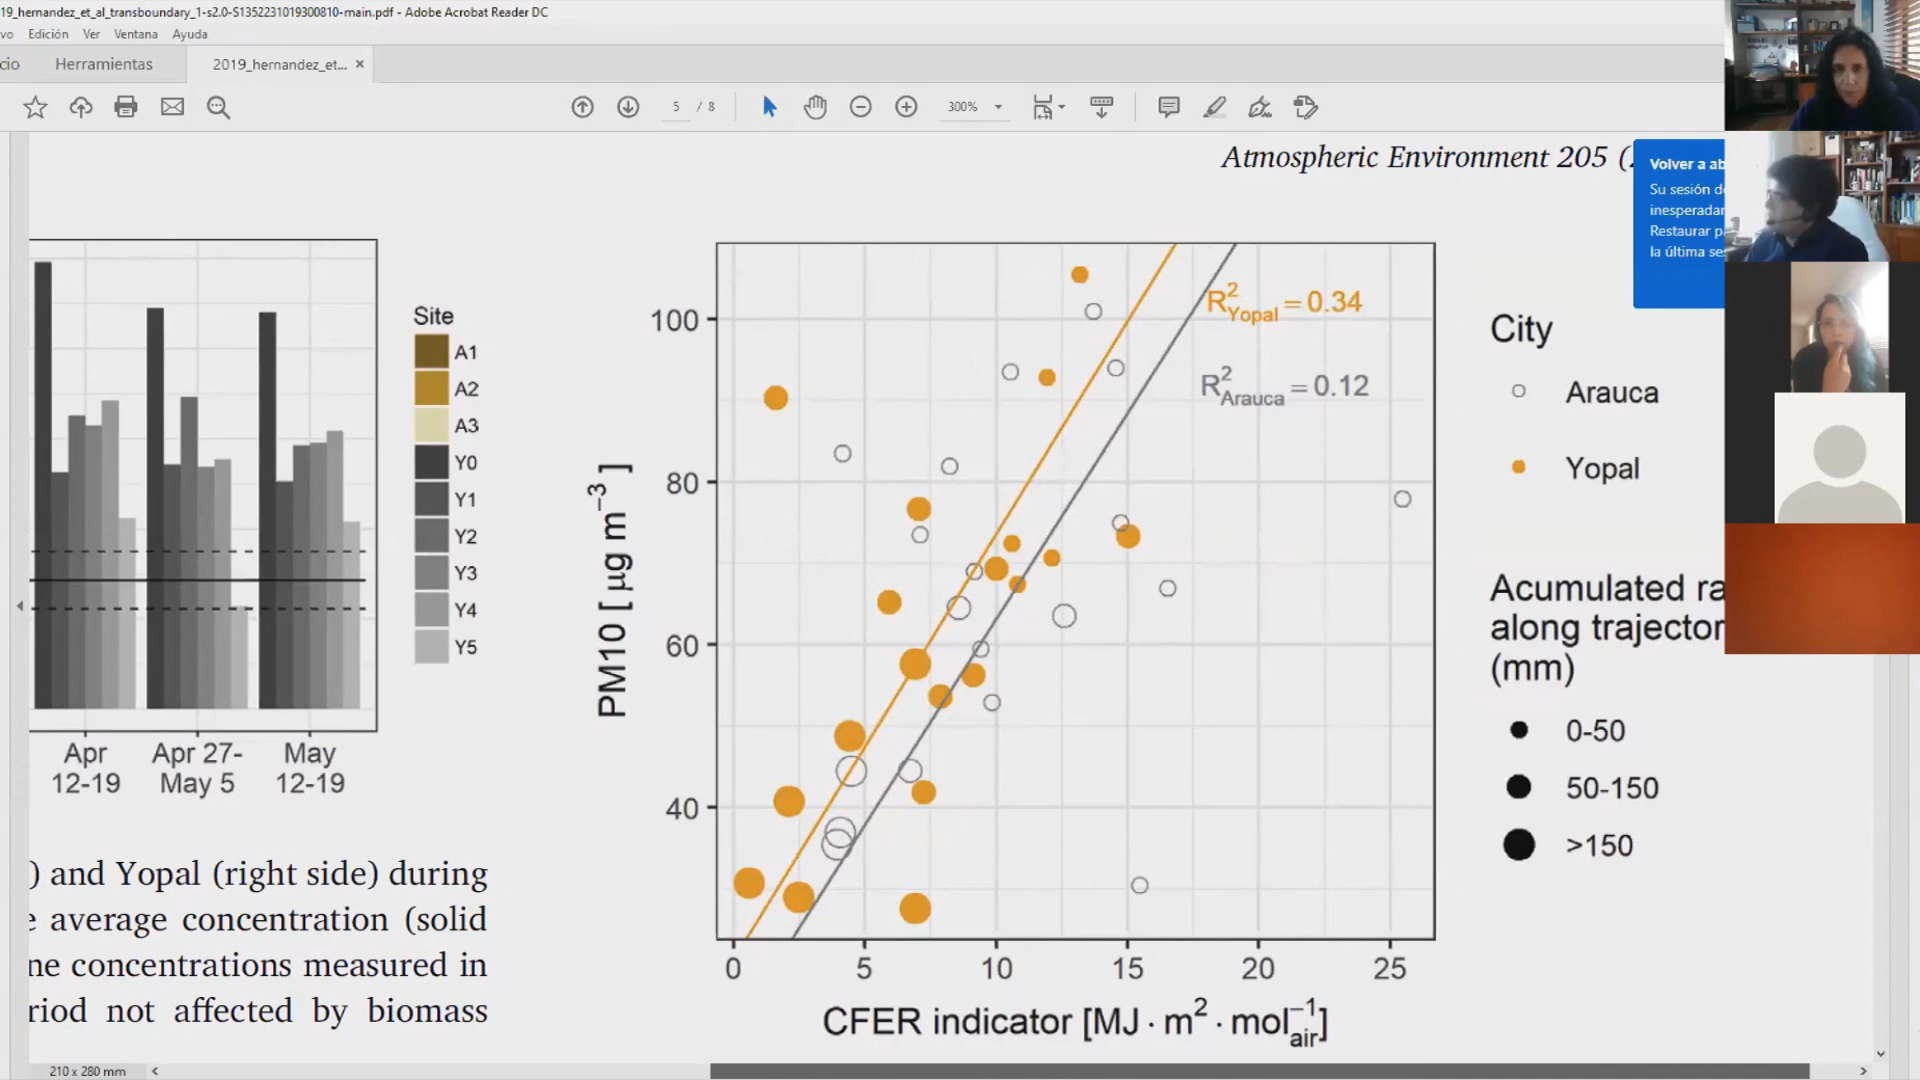 19_hernandez_et_al_transboundary_1-s2.0-S1352231019300810-main.pdf - Adobe Acrobat Reader DC
Edición Ver Ventana Ayuda
Herramientas
2019_hernandez_et... ×
5 / 8
300%
Atmospheric Environment 205 (
Volver a ab
Su sesión d
inesperadar
Restaurar p
la última se
Site
A1
A2
A3
Y0
Y1
Y2
Y3
Y4
Y5
Apr
12-19
Apr 27-
May 5
May
12-19
) and Yopal (right side) during
e average concentration (solid
ne concentrations measured in
riod not affected by biomass
PM10 [ μg m⁻³ ]
100
80
60
40
R²Yopal = 0.34
R²Arauca = 0.12
0 5 10 15 20 25
CFER indicator [MJ · m² · mol⁻¹air]
City
Arauca
Yopal
Acumulated ra
along trajector
(mm)
0-50
50-150
>150
210 x 280 mm